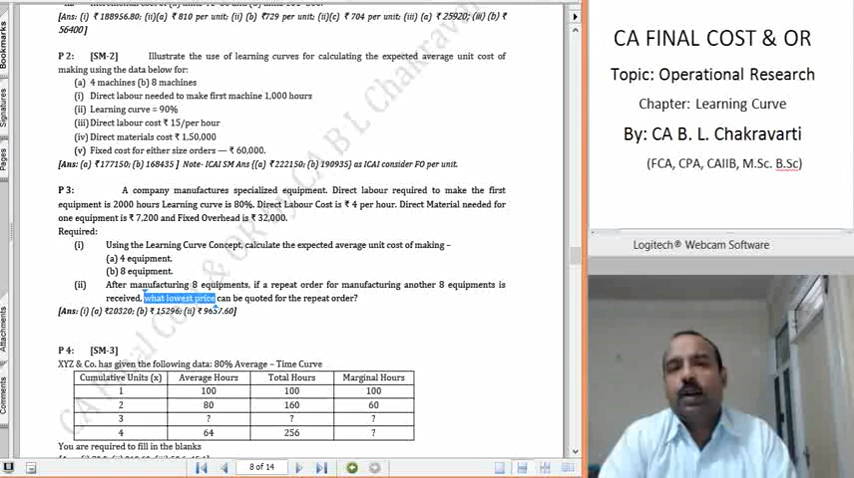 [Ans: (i) ₹ 188956.80; (ii)(a) ₹ 810 per unit; (ii) (b) ₹729 per unit; (ii)(c) ₹ 704 per unit; (iii) (a) ₹ 25920; (iii) (b) ₹
56400]
P 2: [SM-2] Illustrate the use of learning curves for calculating the expected average unit cost of
making using the data below for:
(a) 4 machines (b) 8 machines
(i) Direct labour needed to make first machine 1,000 hours
(ii) Learning curve = 90%
(iii) Direct labour cost ₹ 15/per hour
(iv) Direct materials cost ₹ 1,50,000
(v) Fixed cost for either size orders — ₹ 60,000.
[Ans: (a) ₹177150; (b) 168435 ] Note- ICAI SM Ans {(a) ₹222150; (b) 190935} as ICAI consider FO per unit.
P 3: A company manufactures specialized equipment. Direct labour required to make the first
equipment is 2000 hours Learning curve is 80%. Direct Labour Cost is ₹ 4 per hour. Direct Material needed for
one equipment is ₹ 7,200 and Fixed Overhead is ₹ 32,000.
Required:
(i) Using the Learning Curve Concept, calculate the expected average unit cost of making –
(a) 4 equipment.
(b) 8 equipment.
(ii) After manufacturing 8 equipments, if a repeat order for manufacturing another 8 equipments is
received, what lowest price can be quoted for the repeat order?
[Ans: (i) (a) ₹20320; (b) ₹ 15296; (ii) ₹ 9657.60]
P 4: [SM-3]
XYZ & Co. has given the following data: 80% Average – Time Curve
Cumulative Units (x) Average Hours Total Hours Marginal Hours
1 100 100 100
2 80 160 60
3 ? ? ?
4 64 256 ?
You are required to fill in the blanks
8 of 14
Bookmarks
Signatures
Pages
Attachments
Comments
CA FINAL COST & OR
Topic: Operational Research
Chapter: Learning Curve
By: CA B. L. Chakravarti
(FCA, CPA, CAIIB, M.Sc. B.Sc)
Logitech® Webcam Software